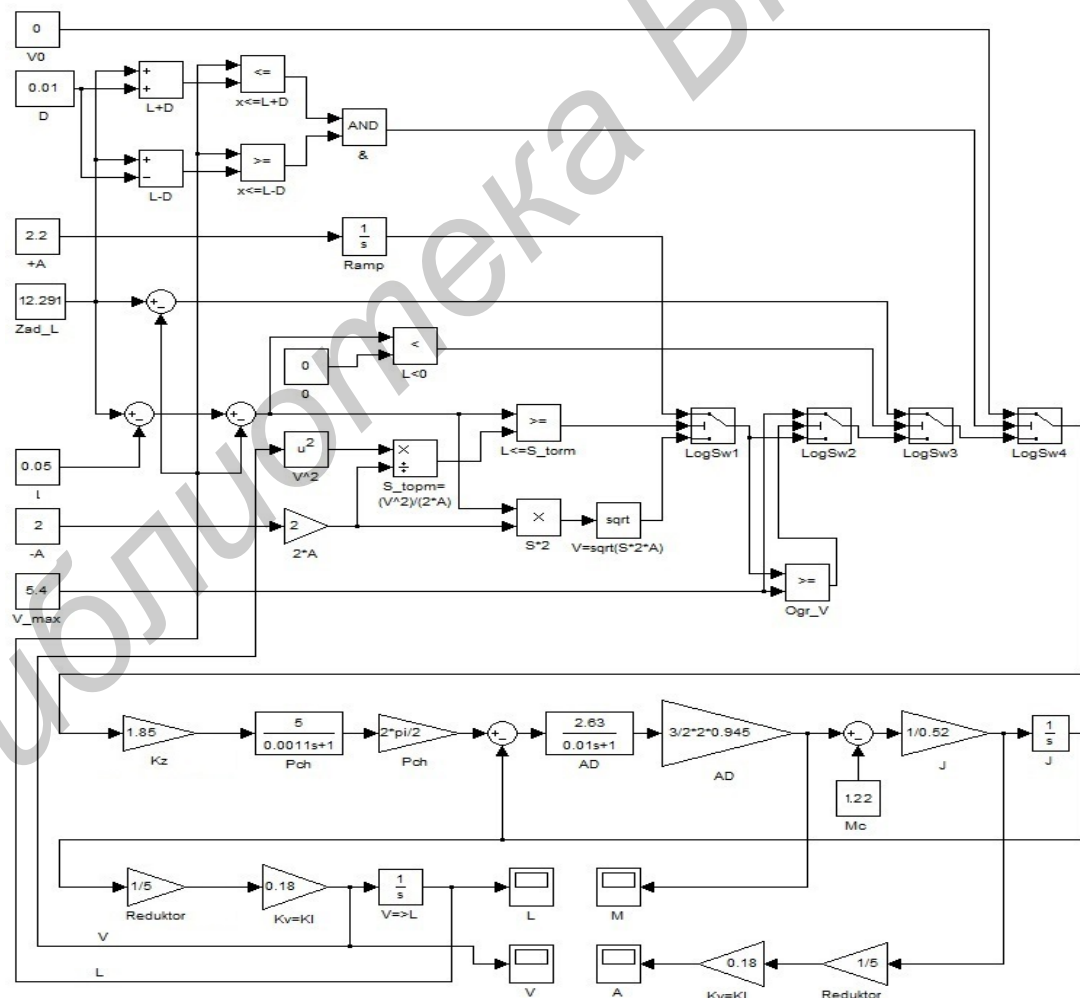 0
V0
0.01
D
+
+
L+D
+
−
L-D
<=
x<=L+D
>=
x<=L-D
AND
&
2.2
+A
1
s
Ramp
12.291
Zad_L
+
−
0
0
<
L<0
+
−
+
−
0.05
l
u²
V^2
×
÷
S_topm=
(V^2)/(2*A)
>=
L<=S_torm
LogSw1
LogSw2
LogSw3
LogSw4
2
-A
2
2*A
×
S*2
sqrt
V=sqrt(S*2*A)
5.4
V_max
>=
Ogr_V
1.85
Kz
5
0.0011s+1
Pch
2*pi/2
Pch
+
−
2.63
0.01s+1
AD
3/2*2*0.945
AD
+
−
122
Mc
1/0.52
J
1
s
J
1/5
Reduktor
0.18
Kv=Kl
1
s
V=>L
L
M
V
L
V
A
0.18
Kv=Kl
1/5
Reduktor
иблиотека Б